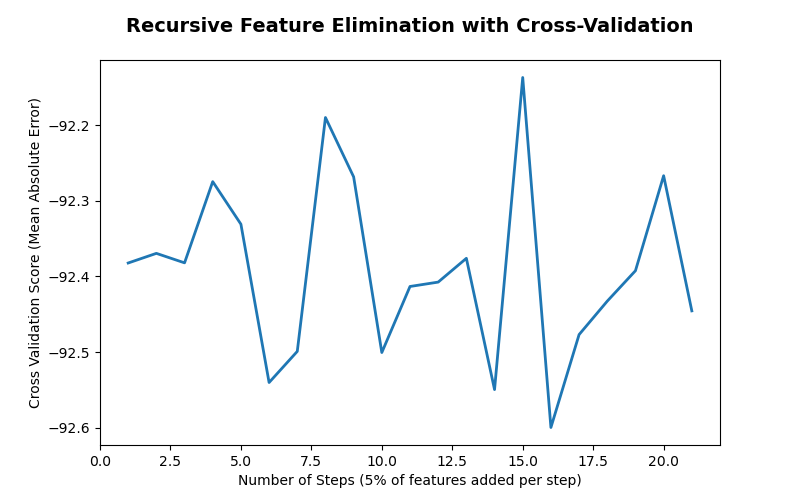 Recursive Feature Elimination with Cross-Validation
Cross Validation Score (Mean Absolute Error)
−92.2
−92.3
−92.4
−92.5
−92.6
0.0 2.5 5.0 7.5 10.0 12.5 15.0 17.5 20.0
Number of Steps (5% of features added per step)